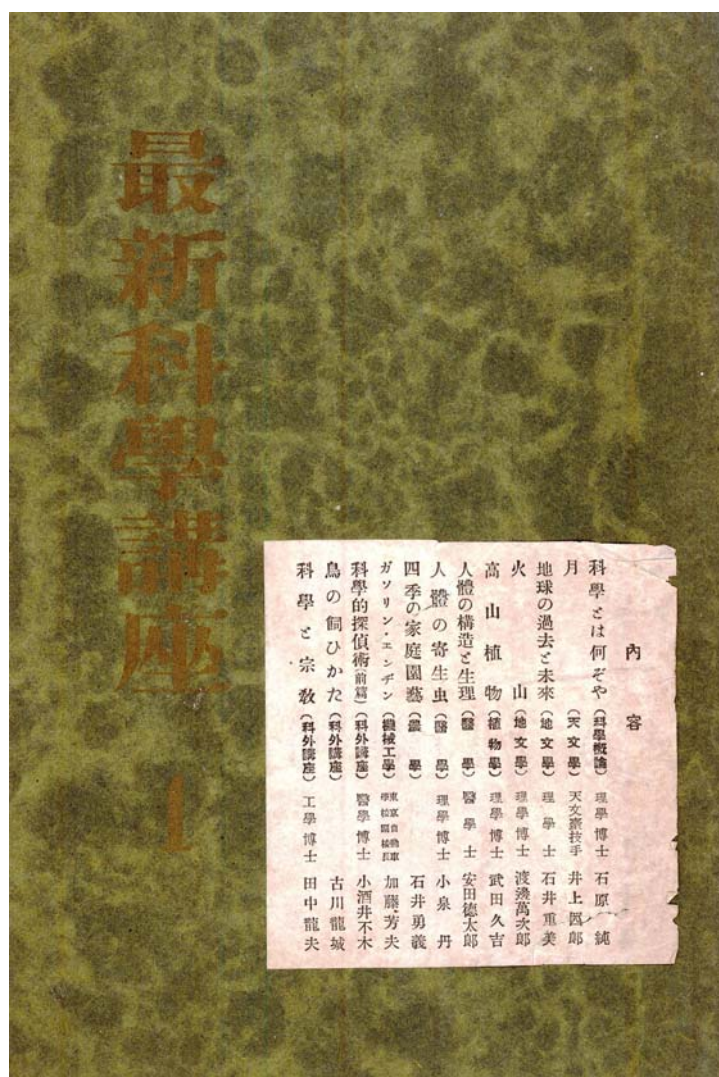 最新科學講座
1
內容
科學とは何ぞや(科學概論)理學博士 石原純
月(天文學)天文臺技手 井上四郎
地球の過去と未來(地文學)理學士 石井重美
火山(地文學)理學博士 渡邊萬次郎
高山植物(植物學)理學博士 武田久吉
人體の構造と生理(醫學)醫學士 安田德太郎
人體の寄生虫(醫學)理學博士 小泉丹
四季の家庭園藝(農學)石井勇義
ガソリン・エンヂン(機械工學)東京自動車學校 加藤芳夫
科學的探偵術(前篇)(科外講座)醫學博士 小酒井不木
鳥の飼ひかた(科外講座)古川龍城
科學と宗敎(科外講座)工學博士 田中龍夫